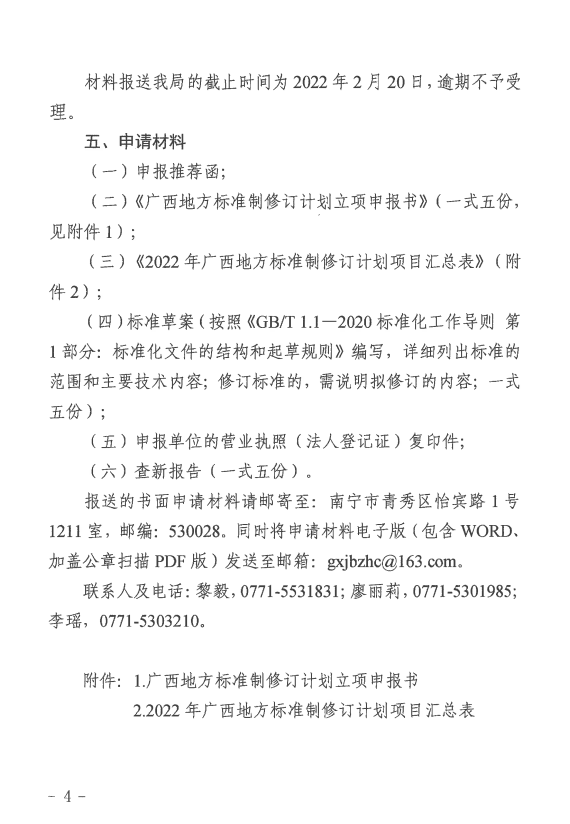 材料报送我局的截止时间为 2022 年 2 月 20 日,逾期不予受
理。
五、申请材料
（一）申报推荐函;
（二）《广西地方标准制修订计划立项申报书》（一式五份,
见附件 1）;
（三）《2022 年广西地方标准制修订计划项目汇总表》（附
件 2）;
（四）标准草案（按照《GB/T 1.1—2020 标准化工作导则 第
1 部分：标准化文件的结构和起草规则》编写，详细列出标准的
范围和主要技术内容；修订标准的，需说明拟修订的内容；一式
五份）;
（五）申报单位的营业执照（法人登记证）复印件;
（六）查新报告（一式五份）。
报送的书面申请材料请邮寄至：南宁市青秀区怡宾路 1 号
1211 室，邮编：530028。同时将申请材料电子版（包含 WORD、
加盖公章扫描 PDF 版）发送至邮箱：gxjbzhc@163.com。
联系人及电话：黎毅, 0771-5531831; 廖丽莉, 0771-5301985;
李瑶，0771-5303210。
附件：1.广西地方标准制修订计划立项申报书
2.2022 年广西地方标准制修订计划项目汇总表
- 4 -